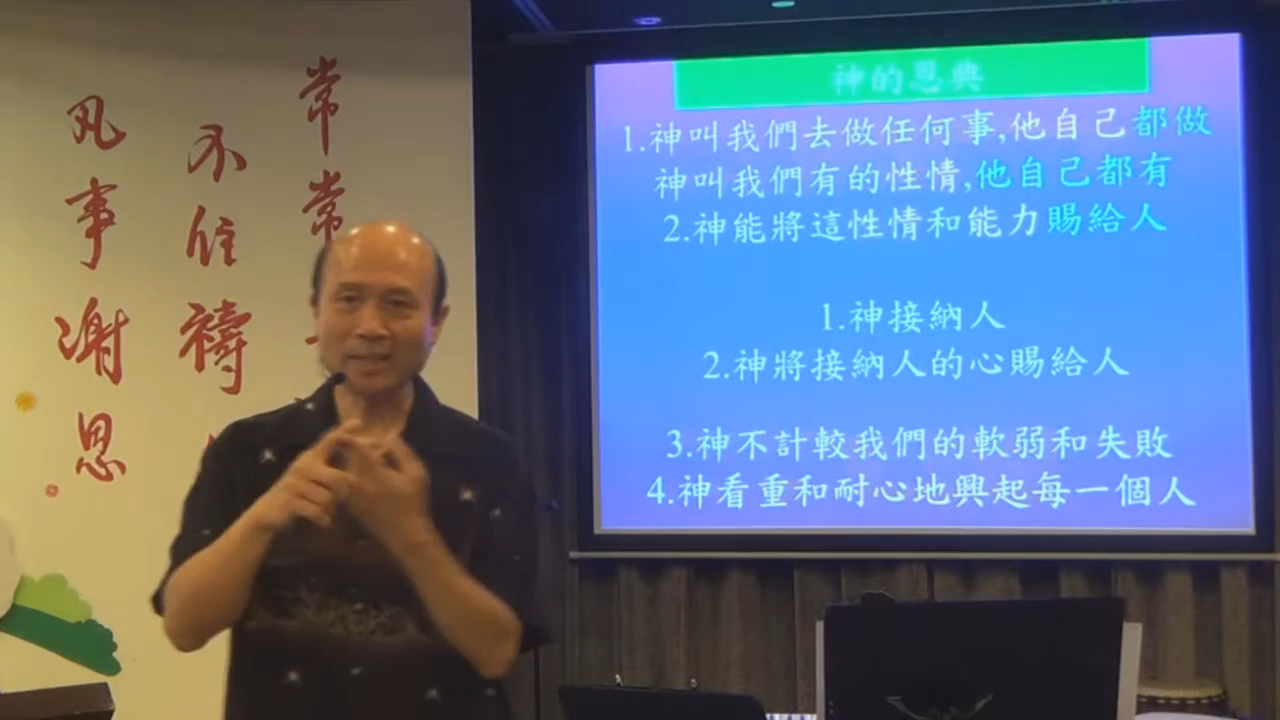 常常
不住禱
凡事謝恩
神的恩典
1.神叫我們去做任何事,他自己都做
神叫我們有的性情,他自己都有
2.神能將這性情和能力賜給人
1.神接納人
2.神將接納人的心賜給人
3.神不計較我們的軟弱和失敗
4.神看重和耐心地興起每一個人